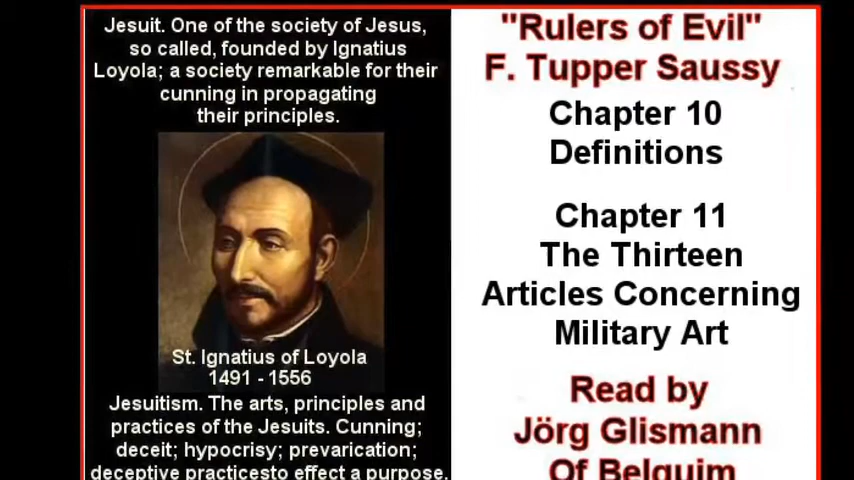 Jesuit. One of the society of Jesus,
so called, founded by Ignatius
Loyola; a society remarkable for their
cunning in propagating
their principles.
St. Ignatius of Loyola
1491 - 1556
Jesuitism. The arts, principles and
practices of the Jesuits. Cunning;
deceit; hypocrisy; prevarication;
deceptive practicesto effect a purpose.
"Rulers of Evil"
F. Tupper Saussy
Chapter 10
Definitions
Chapter 11
The Thirteen
Articles Concerning
Military Art
Read by
Jörg Glismann
Of Belguim